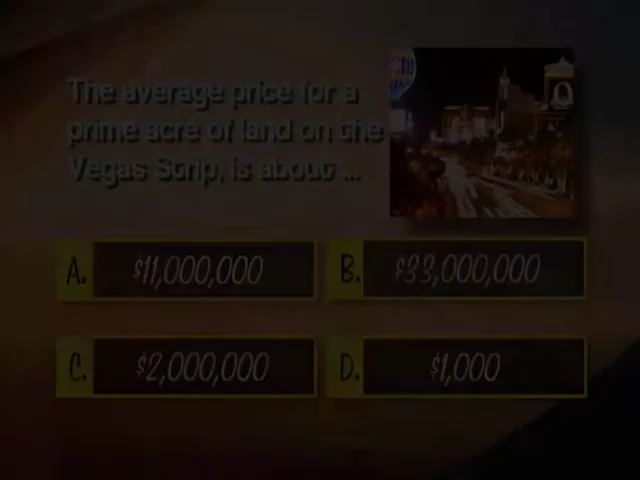 The average price for a
prime acre of land on the
Vegas Strip, is about ...
A. $11,000,000
B. $33,000,000
C. $2,000,000
D. $1,000